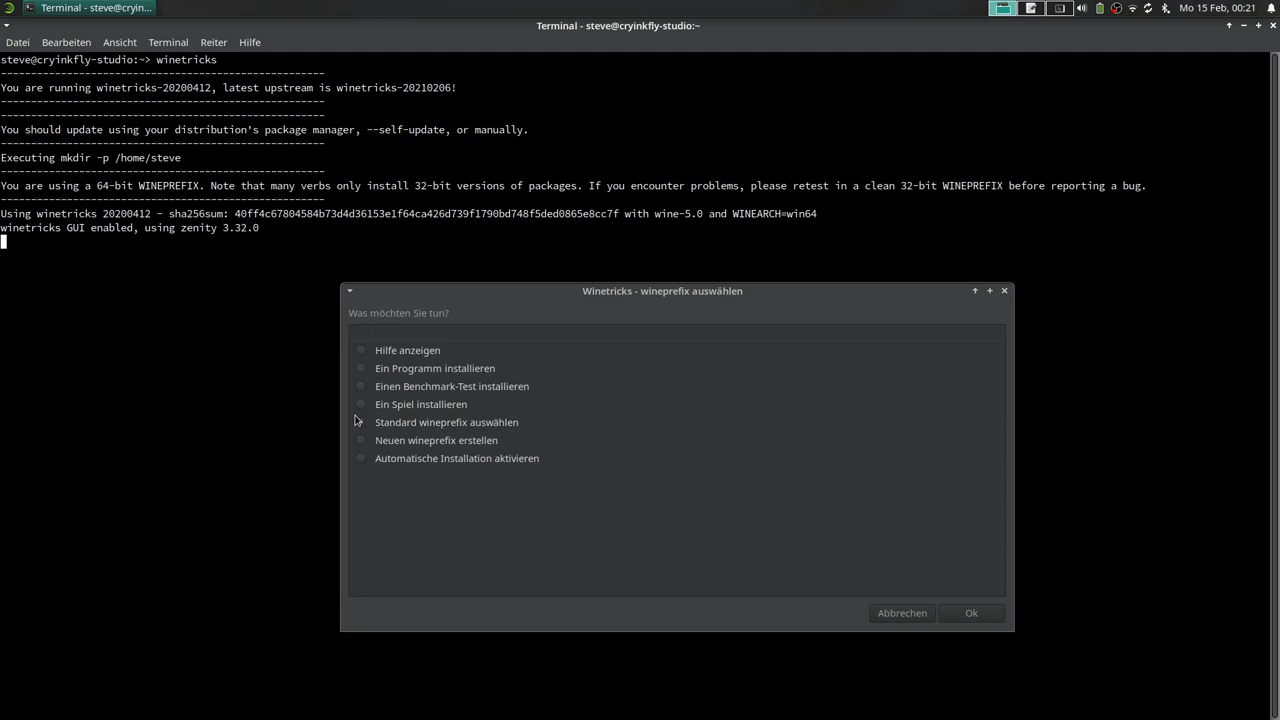 Terminal - steve@cryin...
Mo 15 Feb, 00:21
Terminal - steve@cryinkfly-studio:~
Datei Bearbeiten Ansicht Terminal Reiter Hilfe
steve@cryinkfly-studio:~> winetricks
------------------------------------------------------
You are running winetricks-20200412, latest upstream is winetricks-20210206!
------------------------------------------------------
------------------------------------------------------
You should update using your distribution's package manager, --self-update, or manually.
------------------------------------------------------
Executing mkdir -p /home/steve
------------------------------------------------------
You are using a 64-bit WINEPREFIX. Note that many verbs only install 32-bit versions of packages. If you encounter problems, please retest in a clean 32-bit WINEPREFIX before reporting a bug.
------------------------------------------------------
Using winetricks 20200412 - sha256sum: 40ff4c67804584b73d4d36153e1f64ca426d739f1790bd748f5ded0865e8cc7f with wine-5.0 and WINEARCH=win64
winetricks GUI enabled, using zenity 3.32.0
Winetricks - wineprefix auswählen
Was möchten Sie tun?
Hilfe anzeigen
Ein Programm installieren
Einen Benchmark-Test installieren
Ein Spiel installieren
Standard wineprefix auswählen
Neuen wineprefix erstellen
Automatische Installation aktivieren
Abbrechen Ok